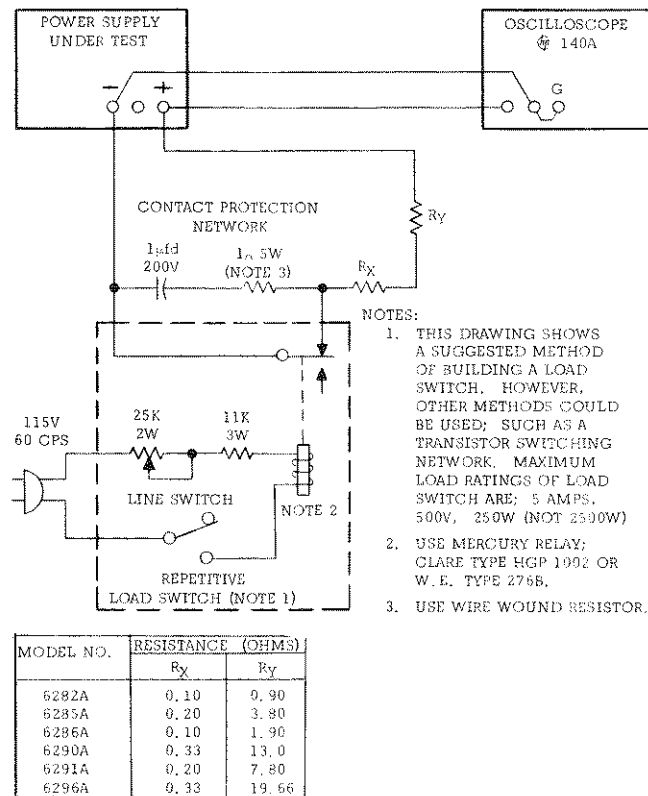 POWER SUPPLY
UNDER TEST
- +
OSCILLOSCOPE
hp 140A
G
CONTACT PROTECTION
NETWORK
1µfd
200V
1Ω 5W
(NOTE 3)
RX
RY
115V
60 CPS
25K
2W
11K
3W
LINE SWITCH
NOTE 2
REPETITIVE
LOAD SWITCH (NOTE 1)
NOTES:
1. THIS DRAWING SHOWS
A SUGGESTED METHOD
OF BUILDING A LOAD
SWITCH. HOWEVER,
OTHER METHODS COULD
BE USED; SUCH AS A
TRANSISTOR SWITCHING
NETWORK. MAXIMUM
LOAD RATINGS OF LOAD
SWITCH ARE; 5 AMPS.
500V, 250W (NOT 2500W)
2. USE MERCURY RELAY;
CLARE TYPE HGP 1002 OR
W.E. TYPE 276B.
3. USE WIRE WOUND RESISTOR.
MODEL NO. RESISTANCE (OHMS)
RX RY
6282A 0.10 0.90
6285A 0.20 3.80
6286A 0.10 1.90
6290A 0.33 13.0
6291A 0.20 7.80
6296A 0.33 19.66